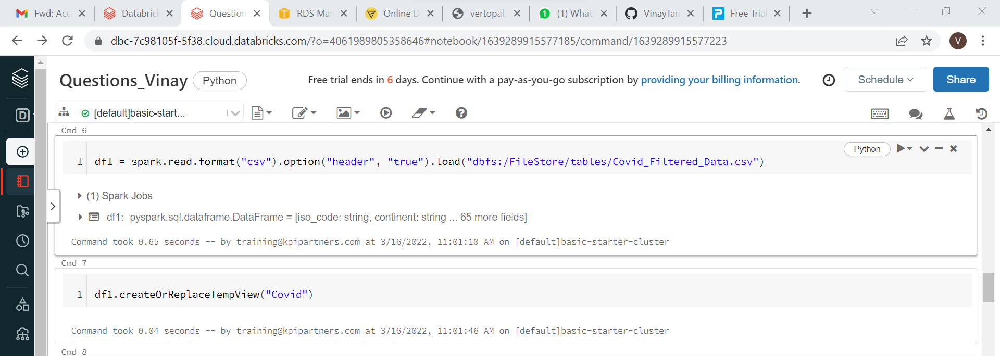 Fwd: Acc
Databric
Question
RDS Mar
Online D
vertopal.
(1) What
VinayTan
Free Trial
dbc-7c98105f-5f38.cloud.databricks.com/?o=4061989805358646#notebook/1639289915577185/command/1639289915577223
V
Questions_Vinay
Python
Free trial ends in 6 days. Continue with a pay-as-you-go subscription by providing your billing information.
Schedule
Share
D
[default]basic-start...
Cmd 6
Python
1 df1 = spark.read.format("csv").option("header", "true").load("dbfs:/FileStore/tables/Covid_Filtered_Data.csv")
(1) Spark Jobs
df1: pyspark.sql.dataframe.DataFrame = [iso_code: string, continent: string ... 65 more fields]
Command took 0.65 seconds -- by training@kpipartners.com at 3/16/2022, 11:01:10 AM on [default]basic-starter-cluster
Cmd 7
1 df1.createOrReplaceTempView("Covid")
Command took 0.04 seconds -- by training@kpipartners.com at 3/16/2022, 11:01:46 AM on [default]basic-starter-cluster
Cmd 8